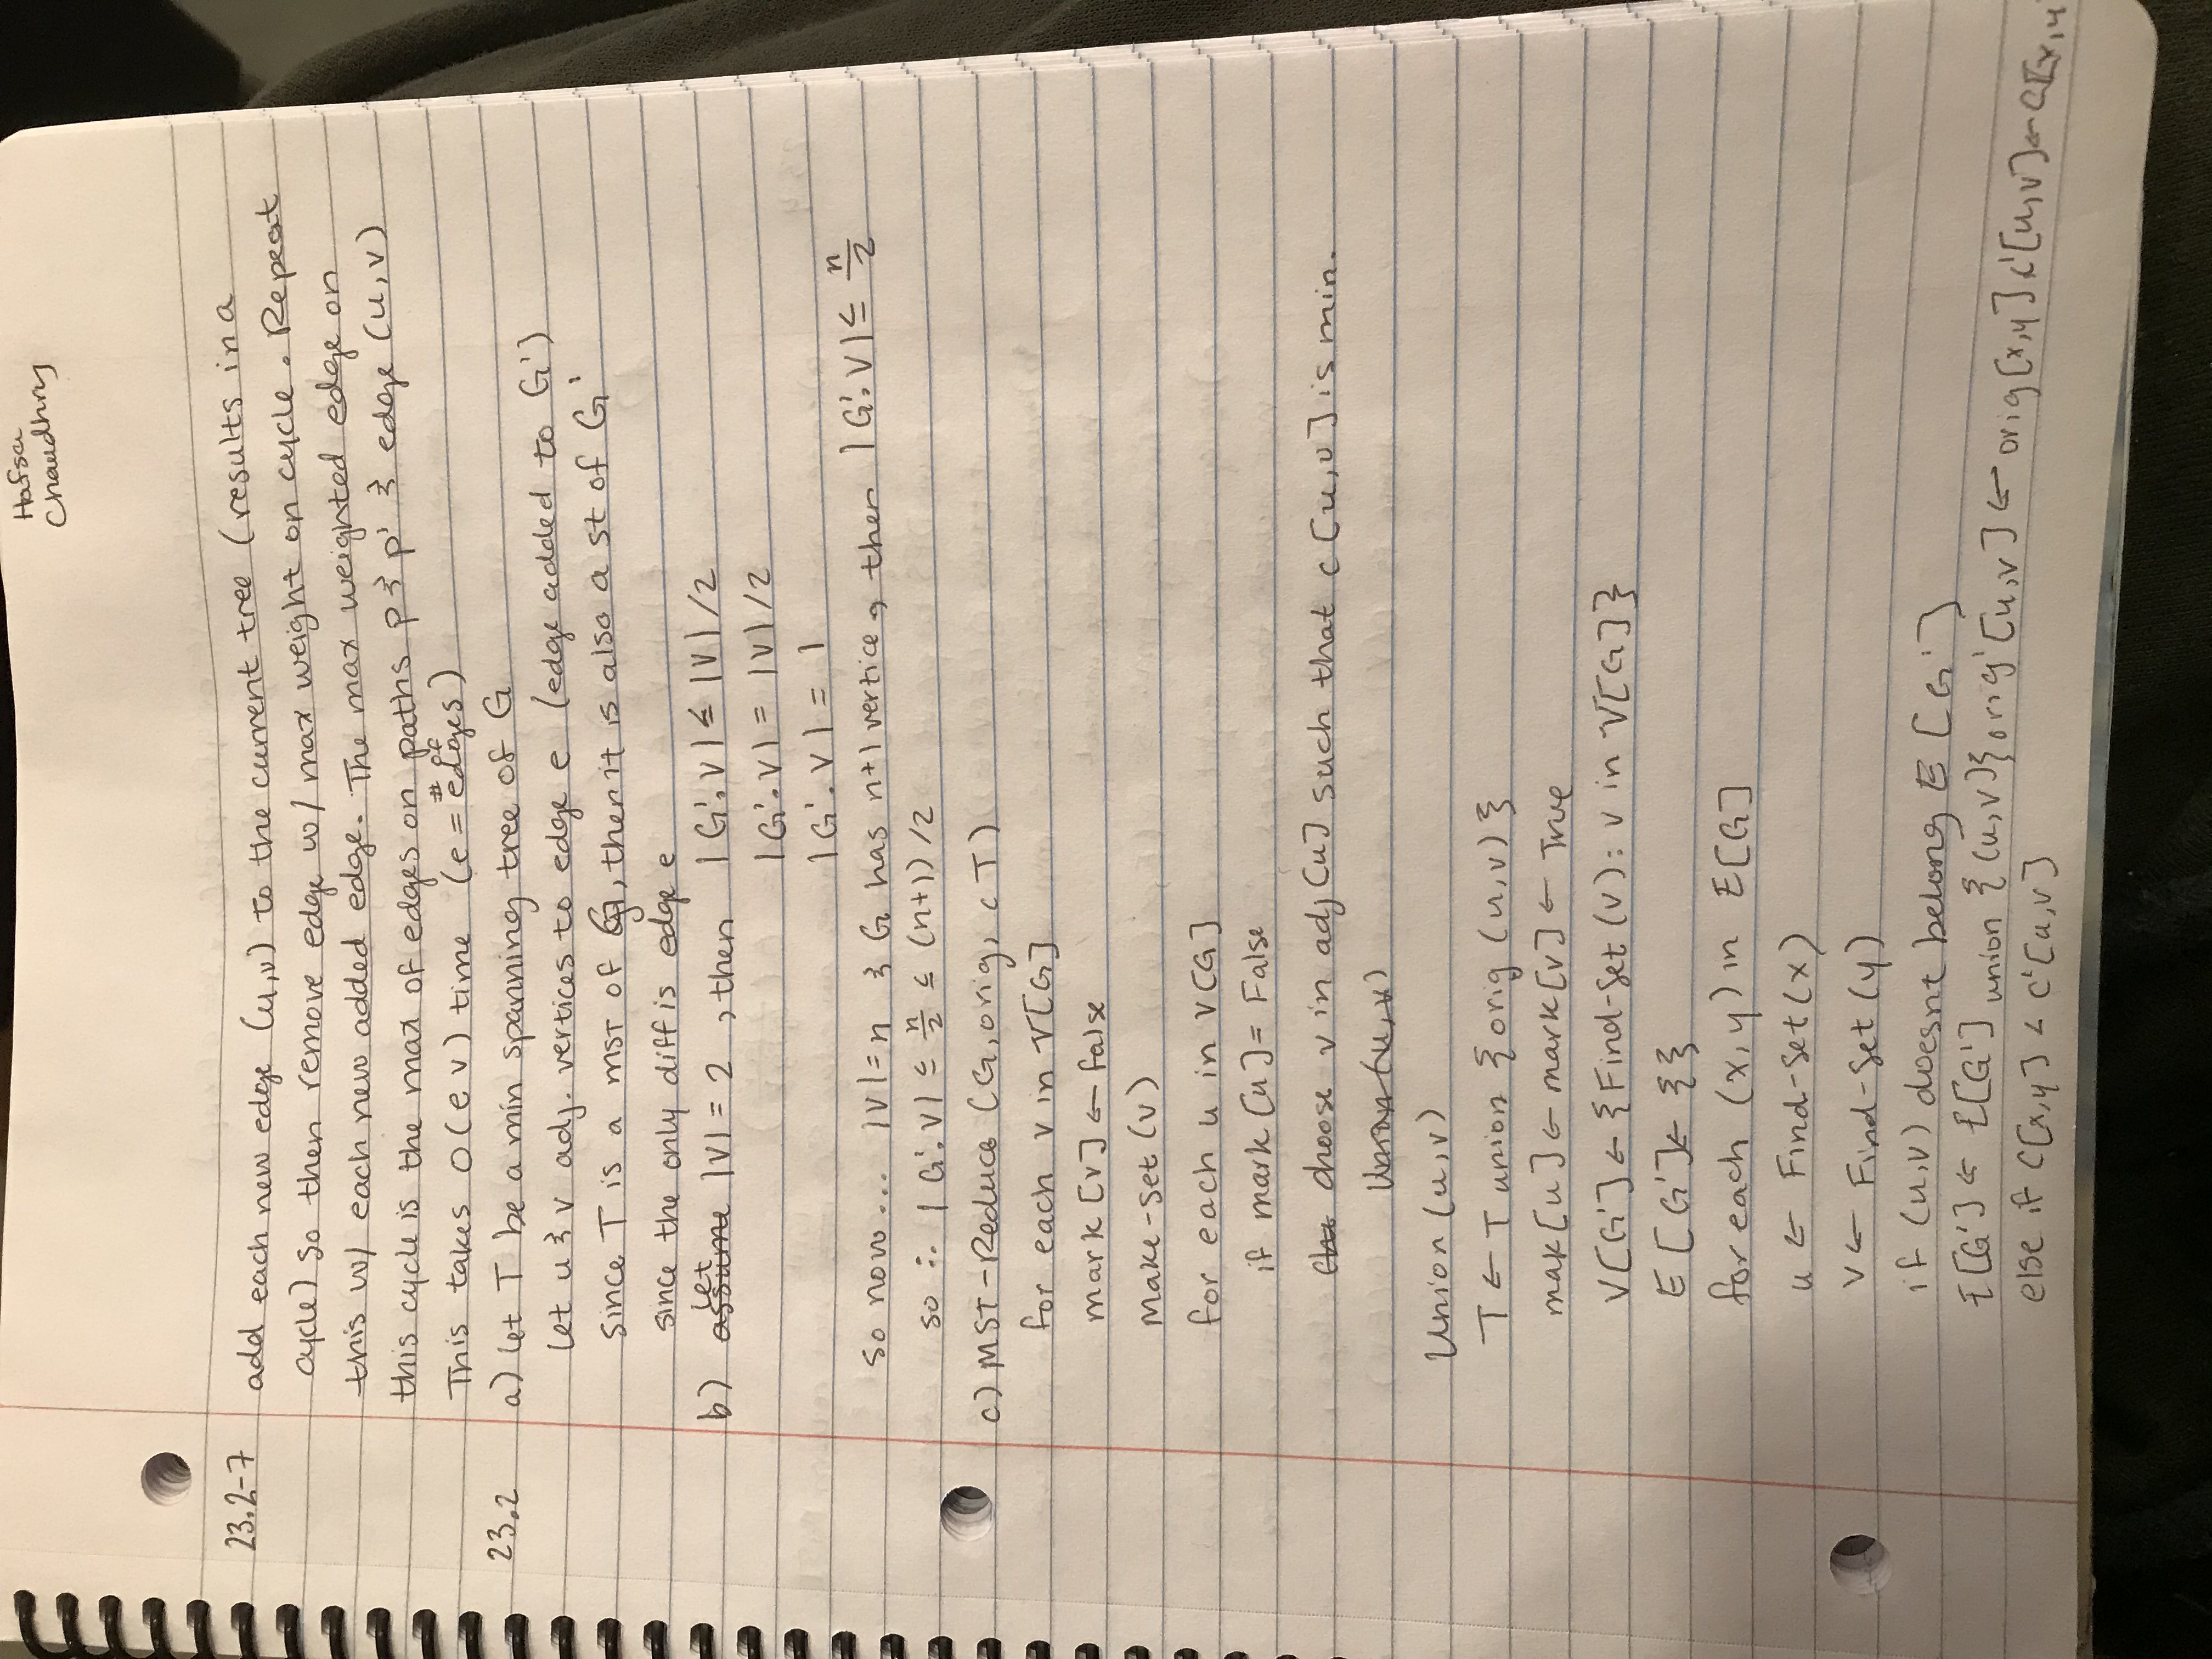 Hafsa
Chaudhry
23.2-7 add each new edge (u,v) to the current tree (results in a
cycle) so then remove edge w/ max weight on cycle. Repeat
this w/ each new added edge. The max weighted edge on
this cycle is the max of edges on paths p & p' & edge (u,v)
This takes O(ev) time (e = # of edges)
23.2 a) Let T be a min spanning tree of G
Let u & v adj. vertices to edge e (edge added to G')
since T is a MST of G, then it is also a st of G'
since the only diff is edge e
b) ~~assume~~ let |V| = 2, then |G'.V| ≤ |V|/2
|G'.V| = |V|/2
|G'.V| = 1
so now... |V|=n & G has n+1 vertice, then |G'.V| ≤ n/2
so ∴ |G'.V| ≤ n/2 ≤ (n+1)/2
c) MST-Reduce (G, orig, c T)
for each v in V[G]
mark [v] ← false
Make-Set (v)
for each u in V[G]
if mark [u] = False
choose v in adj[u] such that c[u,v] is min.
~~Union(u,v)~~
Union (u,v)
T ← T union {orig (u,v)}
mak[u] ← mark[v] ← True
V[G'] ← {Find-Set (v): v in V[G]}
E[G'] ← {}
for each (x,y) in E[G]
u ← Find-Set (x)
v ← Find-Set (y)
if (u,v) doesnt belong E[G']
E[G'] ← E[G'] union {(u,v)} orig'[u,v] ← orig[x,y] c'[u,v] ← c[x,y
else if c[x,y] < c'[u,v]